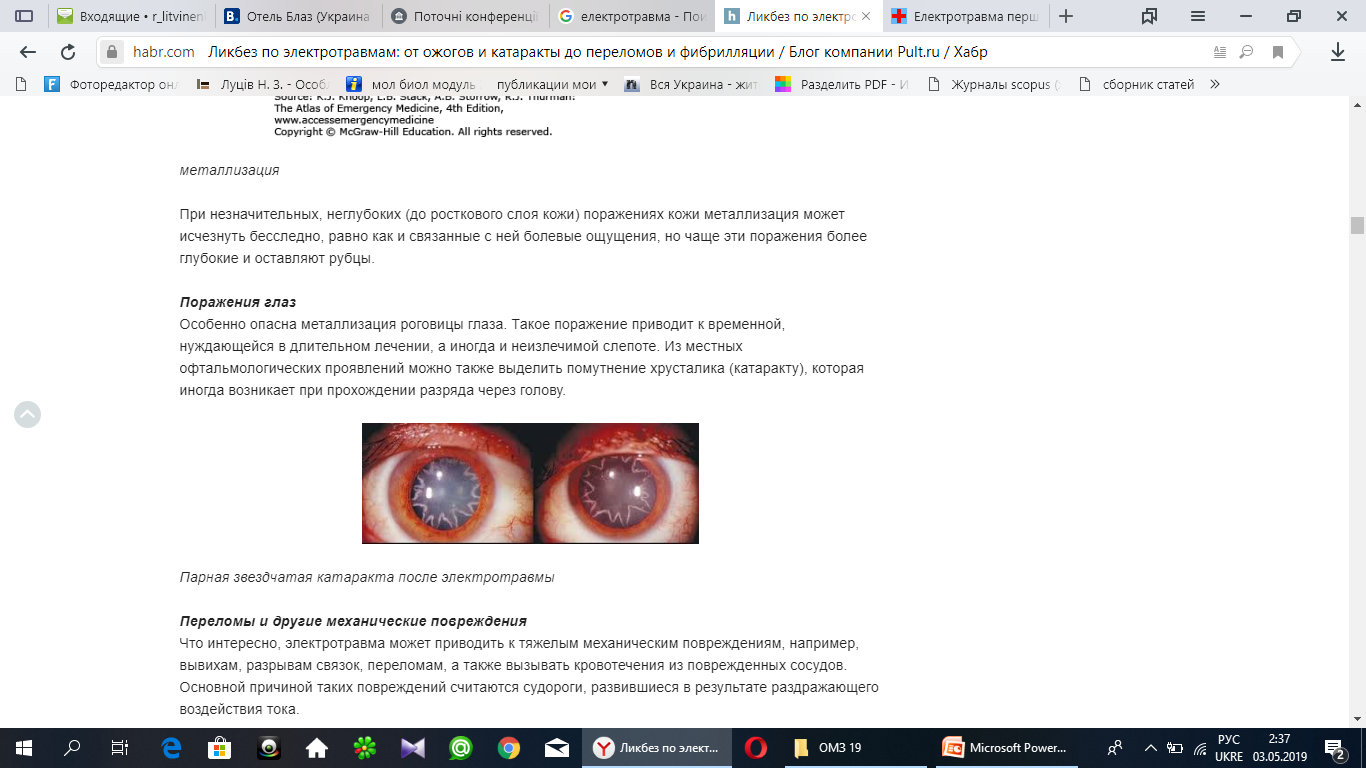 Входящие • r_litvinen
Отель Блаз (Украина
Поточні конференції
електротравма - Пои
Ликбез по электро
Електротравма перш
habr.com Ликбез по электротравмам: от ожогов и катаракты до переломов и фибрилляции / Блог компании Pult.ru / Хабр
Фоторедактор онл
Луців Н. З. - Особл
мол биол модуль
публикации мои
Вся Украина - жит
Разделить PDF - И
Журналы scopus (
сборник статей
Source: K.J. Knoop, L.B. Stack, A.B. Storrow, R.J. Thurman:
The Atlas of Emergency Medicine, 4th Edition,
www.accessemergencymedicine
Copyright © McGraw-Hill Education. All rights reserved.
металлизация
При незначительных, неглубоких (до росткового слоя кожи) поражениях кожи металлизация может
исчезнуть бесследно, равно как и связанные с ней болевые ощущения, но чаще эти поражения более
глубокие и оставляют рубцы.
Поражения глаз
Особенно опасна металлизация роговицы глаза. Такое поражение приводит к временной,
нуждающейся в длительном лечении, а иногда и неизлечимой слепоте. Из местных
офтальмологических проявлений можно также выделить помутнение хрусталика (катаракту), которая
иногда возникает при прохождении разряда через голову.
Парная звездчатая катаракта после электротравмы
Переломы и другие механические повреждения
Что интересно, электротравма может приводить к тяжелым механическим повреждениям, например,
вывихам, разрывам связок, переломам, а также вызывать кровотечения из поврежденных сосудов.
Основной причиной таких повреждений считаются судороги, развившиеся в результате раздражающего
воздействия тока.
Ликбез по элект...
ОМЗ 19
Microsoft Power...
РУС
UKRE
2:37
03.05.2019
2